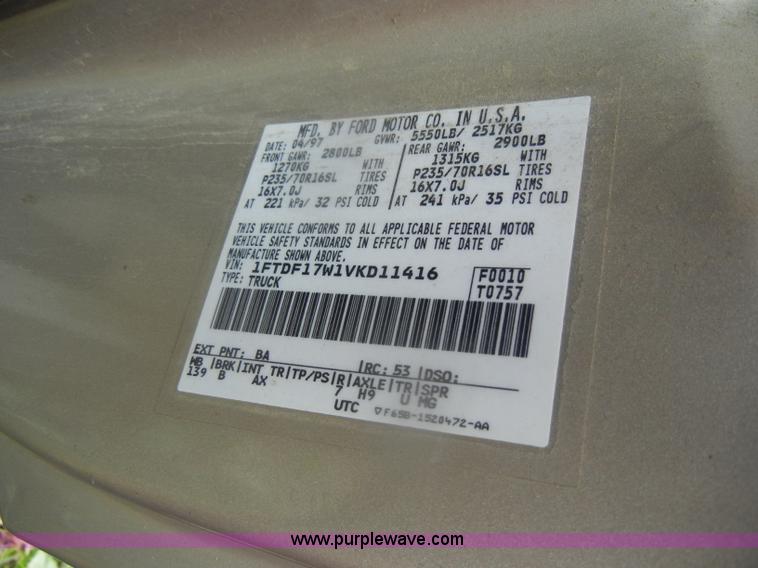 MFD. BY FORD MOTOR CO. IN U.S.A.
DATE: 04/97 GVWR: 5550LB/ 2517KG
FRONT GAWR: 2800LB REAR GAWR: 2900LB
1270KG WITH 1315KG WITH
P235/70R16SL TIRES P235/70R16SL TIRES
16X7.0J RIMS 16X7.0J RIMS
AT 221 kPa/ 32 PSI COLD AT 241 kPa/ 35 PSI COLD
THIS VEHICLE CONFORMS TO ALL APPLICABLE FEDERAL MOTOR
VEHICLE SAFETY STANDARDS IN EFFECT ON THE DATE OF
MANUFACTURE SHOWN ABOVE.
VIN: 1FTDF17W1VKD11416 F0010
TYPE: TRUCK T0757
EXT PNT: BA RC: 53 DSO:
WB BRK INT TR TP/PS R AXLE TR SPR
139 B AX 7 H9 U MG
UTC ▽F65B-1520472-AA
www.purplewave.com